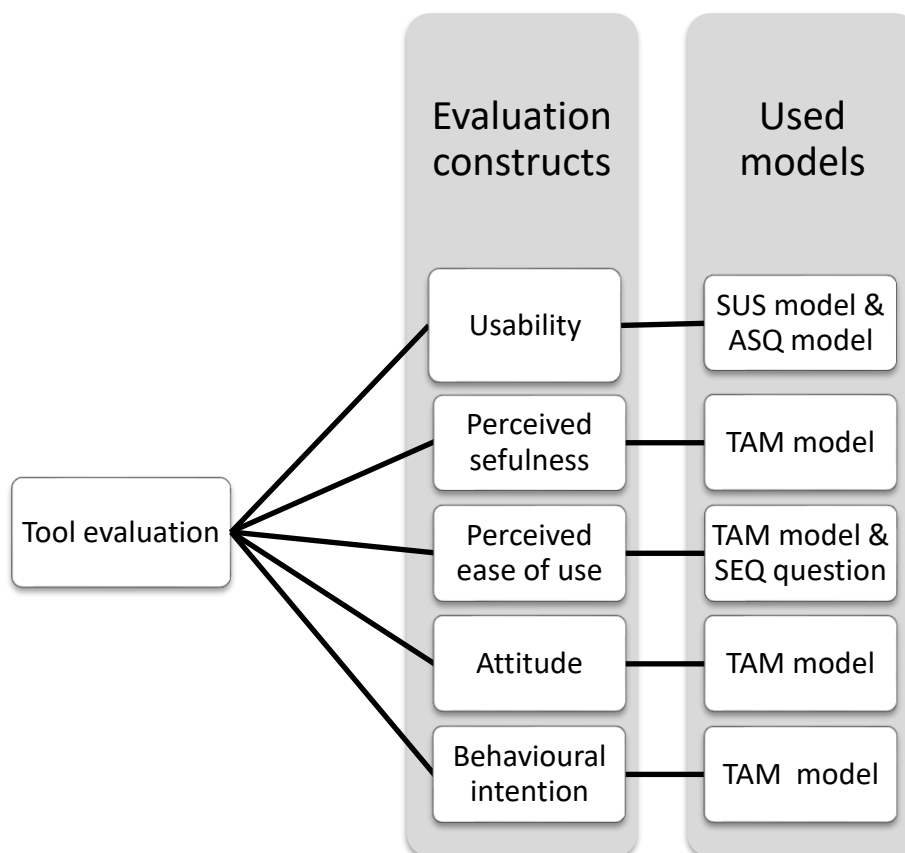 Evaluation
constructs
Used
models
Usability
SUS model &
ASQ model
Perceived
sefulness
TAM model
Tool evaluation
Perceived
ease of use
TAM model &
SEQ question
Attitude
TAM model
Behavioural
intention
TAM  model